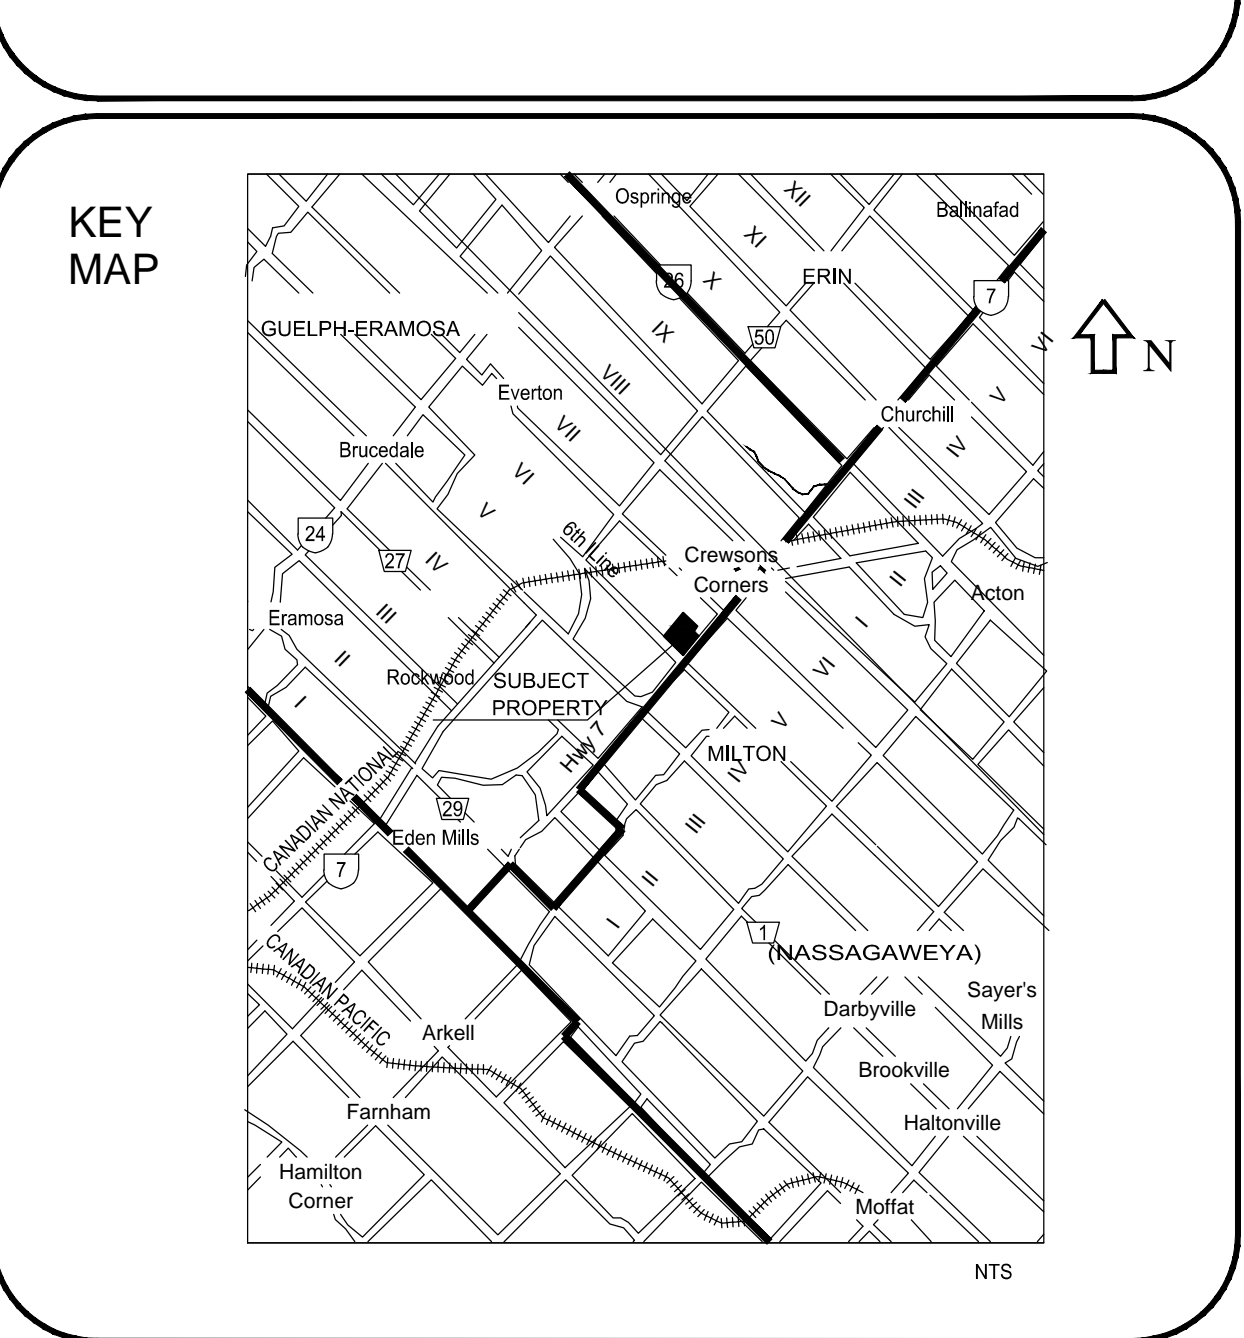 KEY
MAP
Ospringe
XII
Ballinafad
XI
26
X
ERIN
7
GUELPH-ERAMOSA
IX
50
VI
N
VIII
Everton
V
Churchill
VII
Brucedale
IV
VI
III
V
24
6th Line
27
IV
Crewsons
Corners
II
Acton
Eramosa
III
I
II
Rockwood
SUBJECT
PROPERTY
VI
I
V
Hwy 7
MILTON
IV
CANADIAN NATIONAL
29
III
Eden Mills
7
II
I
1
(NASSAGAWEYA)
CANADIAN PACIFIC
Sayer's
Mills
Darbyville
Arkell
Brookville
Farnham
Haltonville
Hamilton
Corner
Moffat
NTS